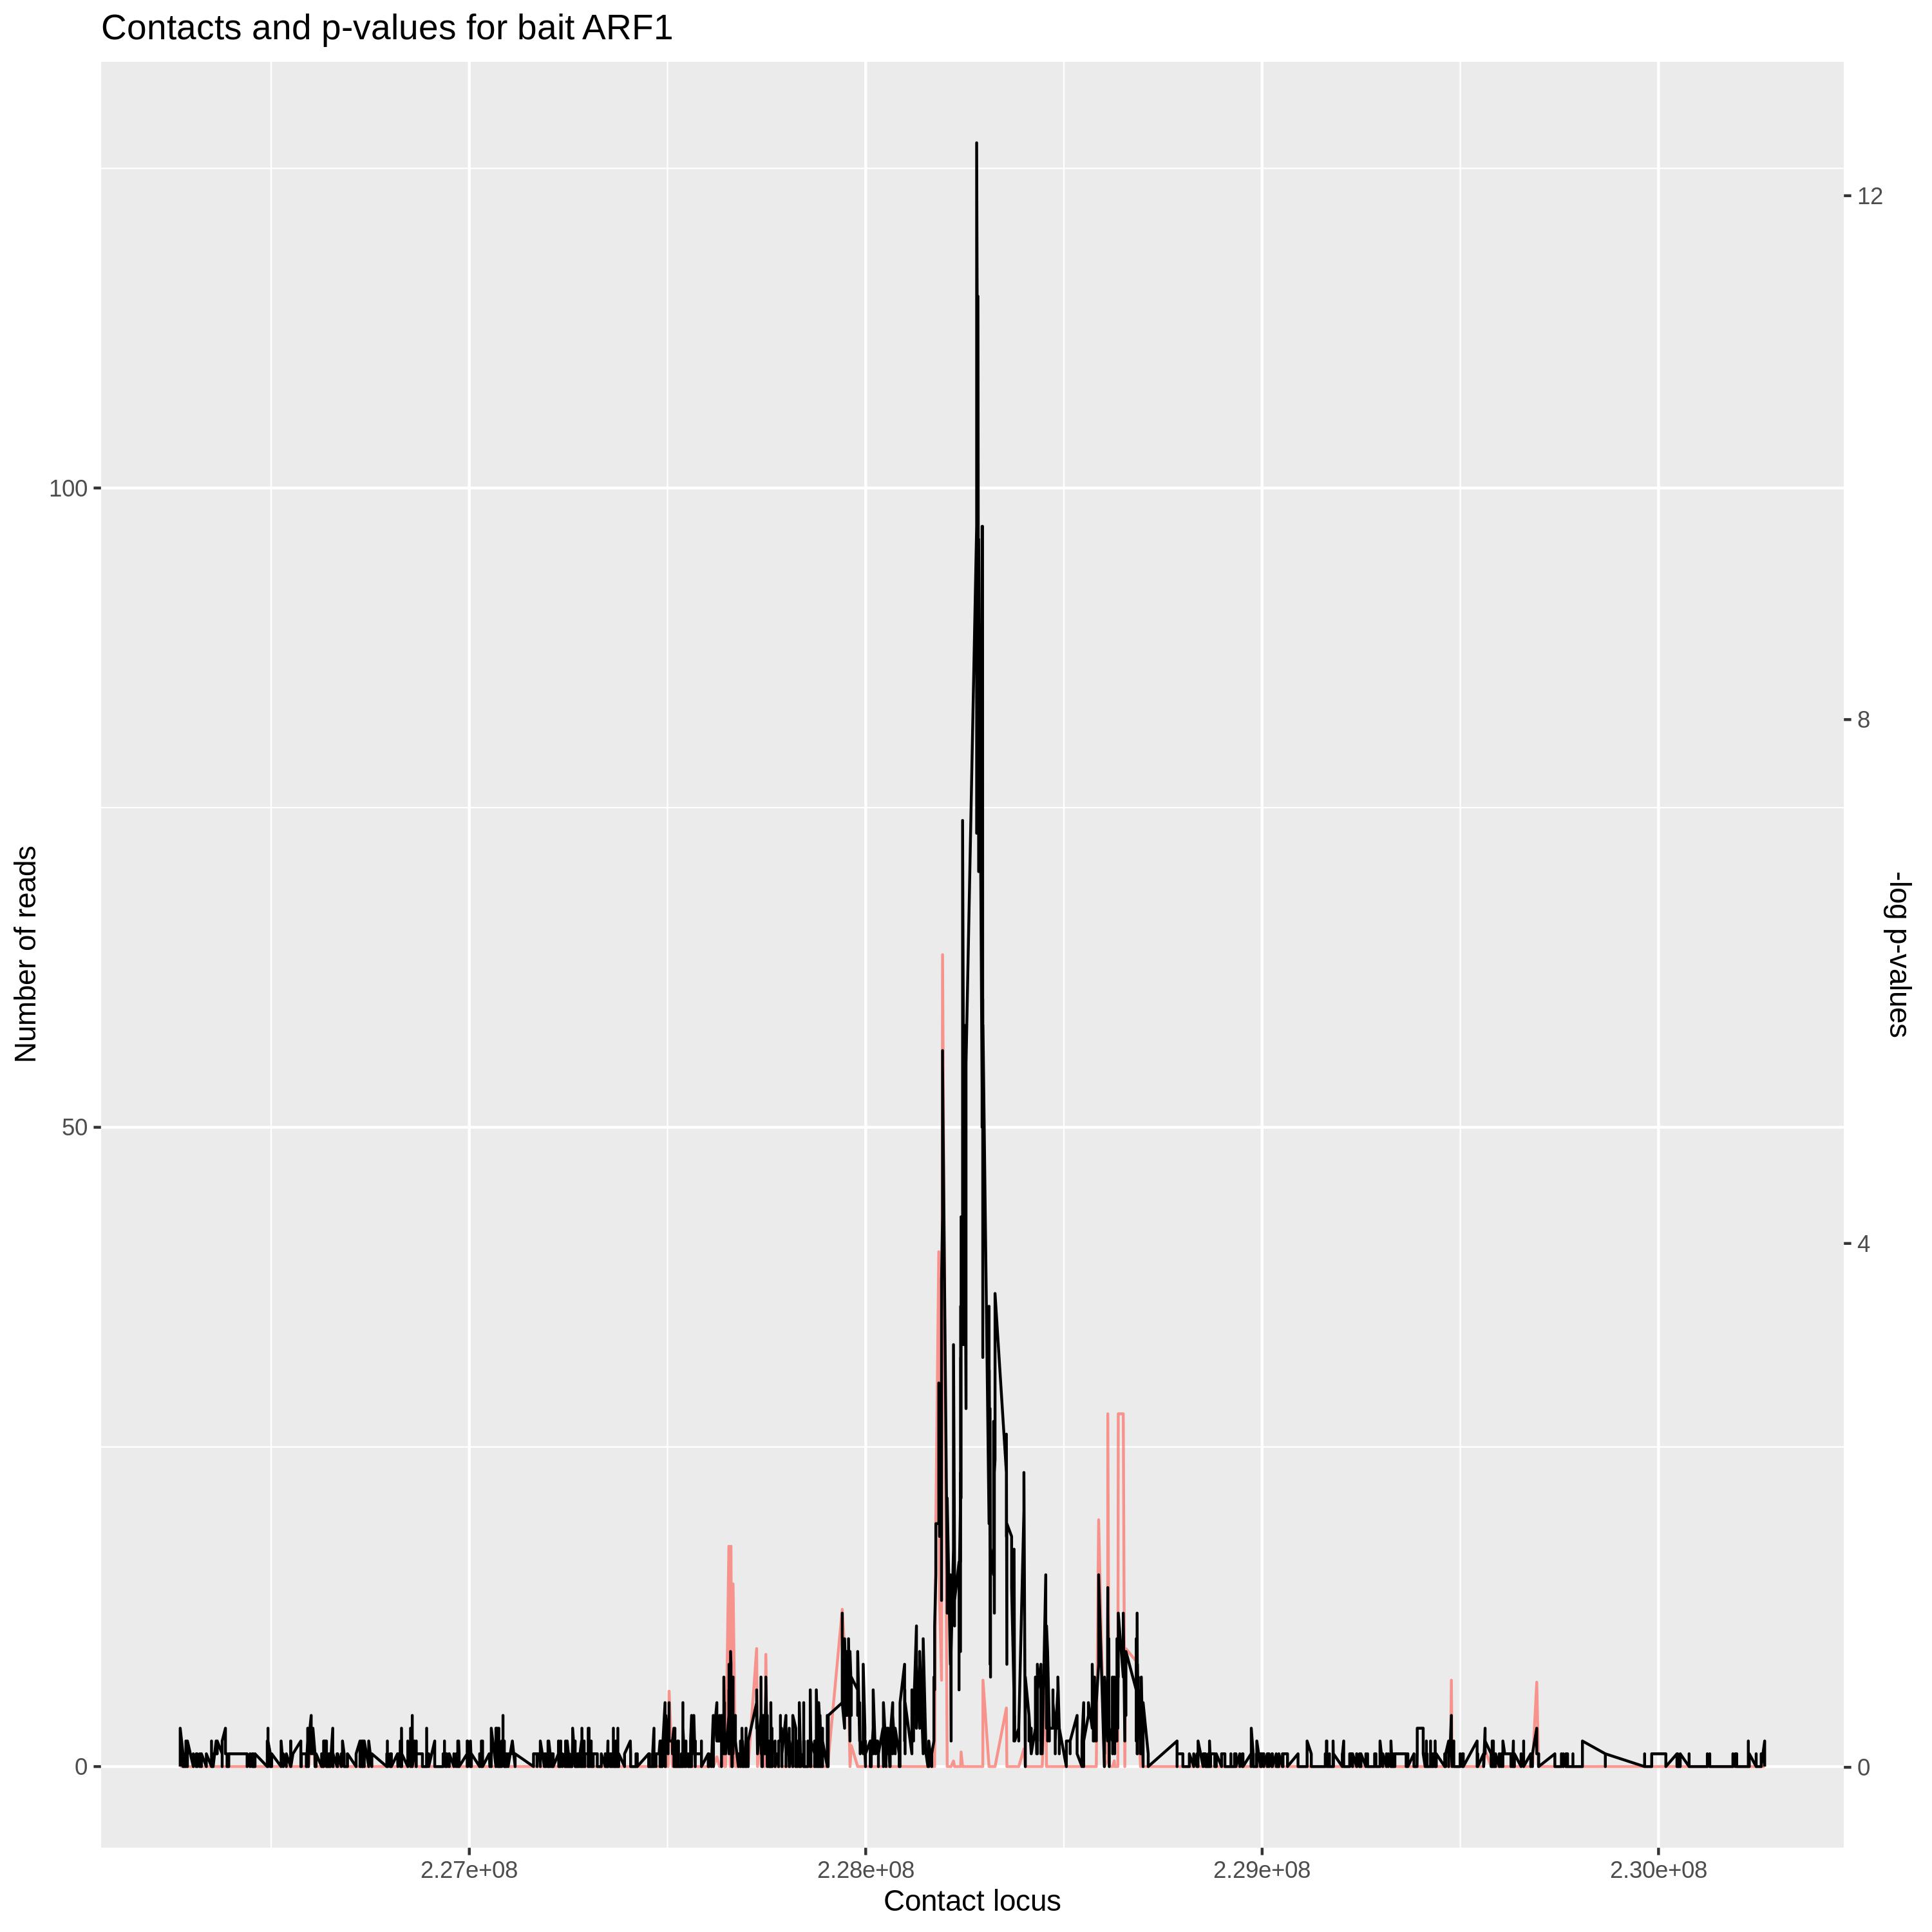 Contacts and p-values for bait ARF1
12
100
8
Number of reads
-log p-values
50
4
0
0
2.27e+08
2.28e+08
2.29e+08
2.30e+08
Contact locus